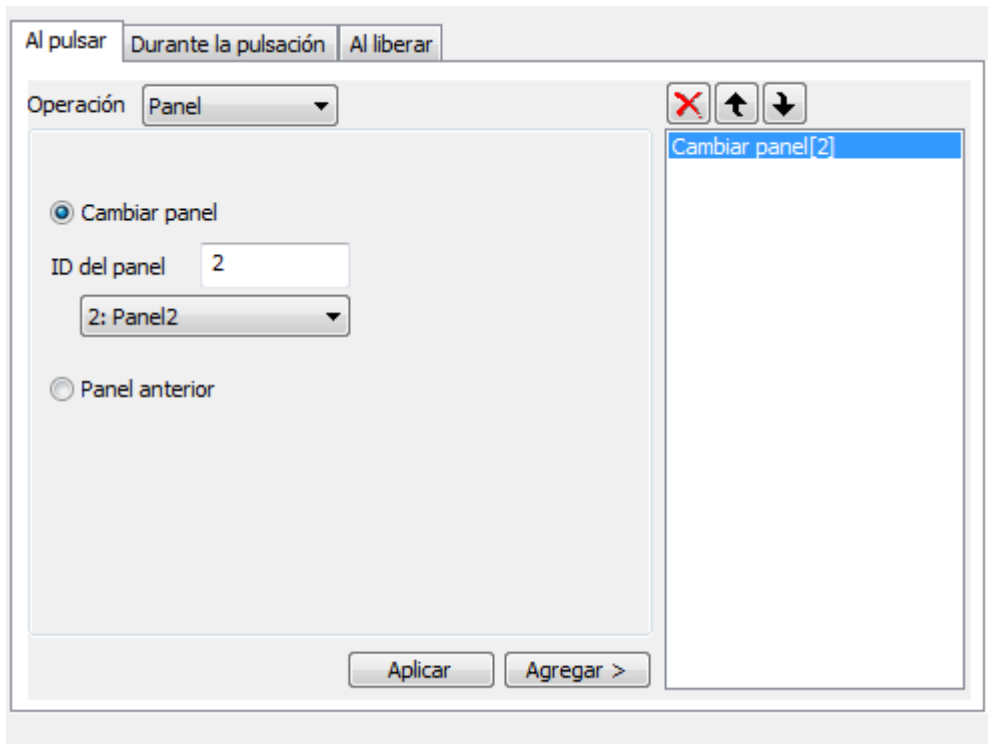 Al pulsar
Durante la pulsación
Al liberar
Operación
Panel
Cambiar panel[2]
Cambiar panel
ID del panel
2
2: Panel2
Panel anterior
Aplicar
Agregar >